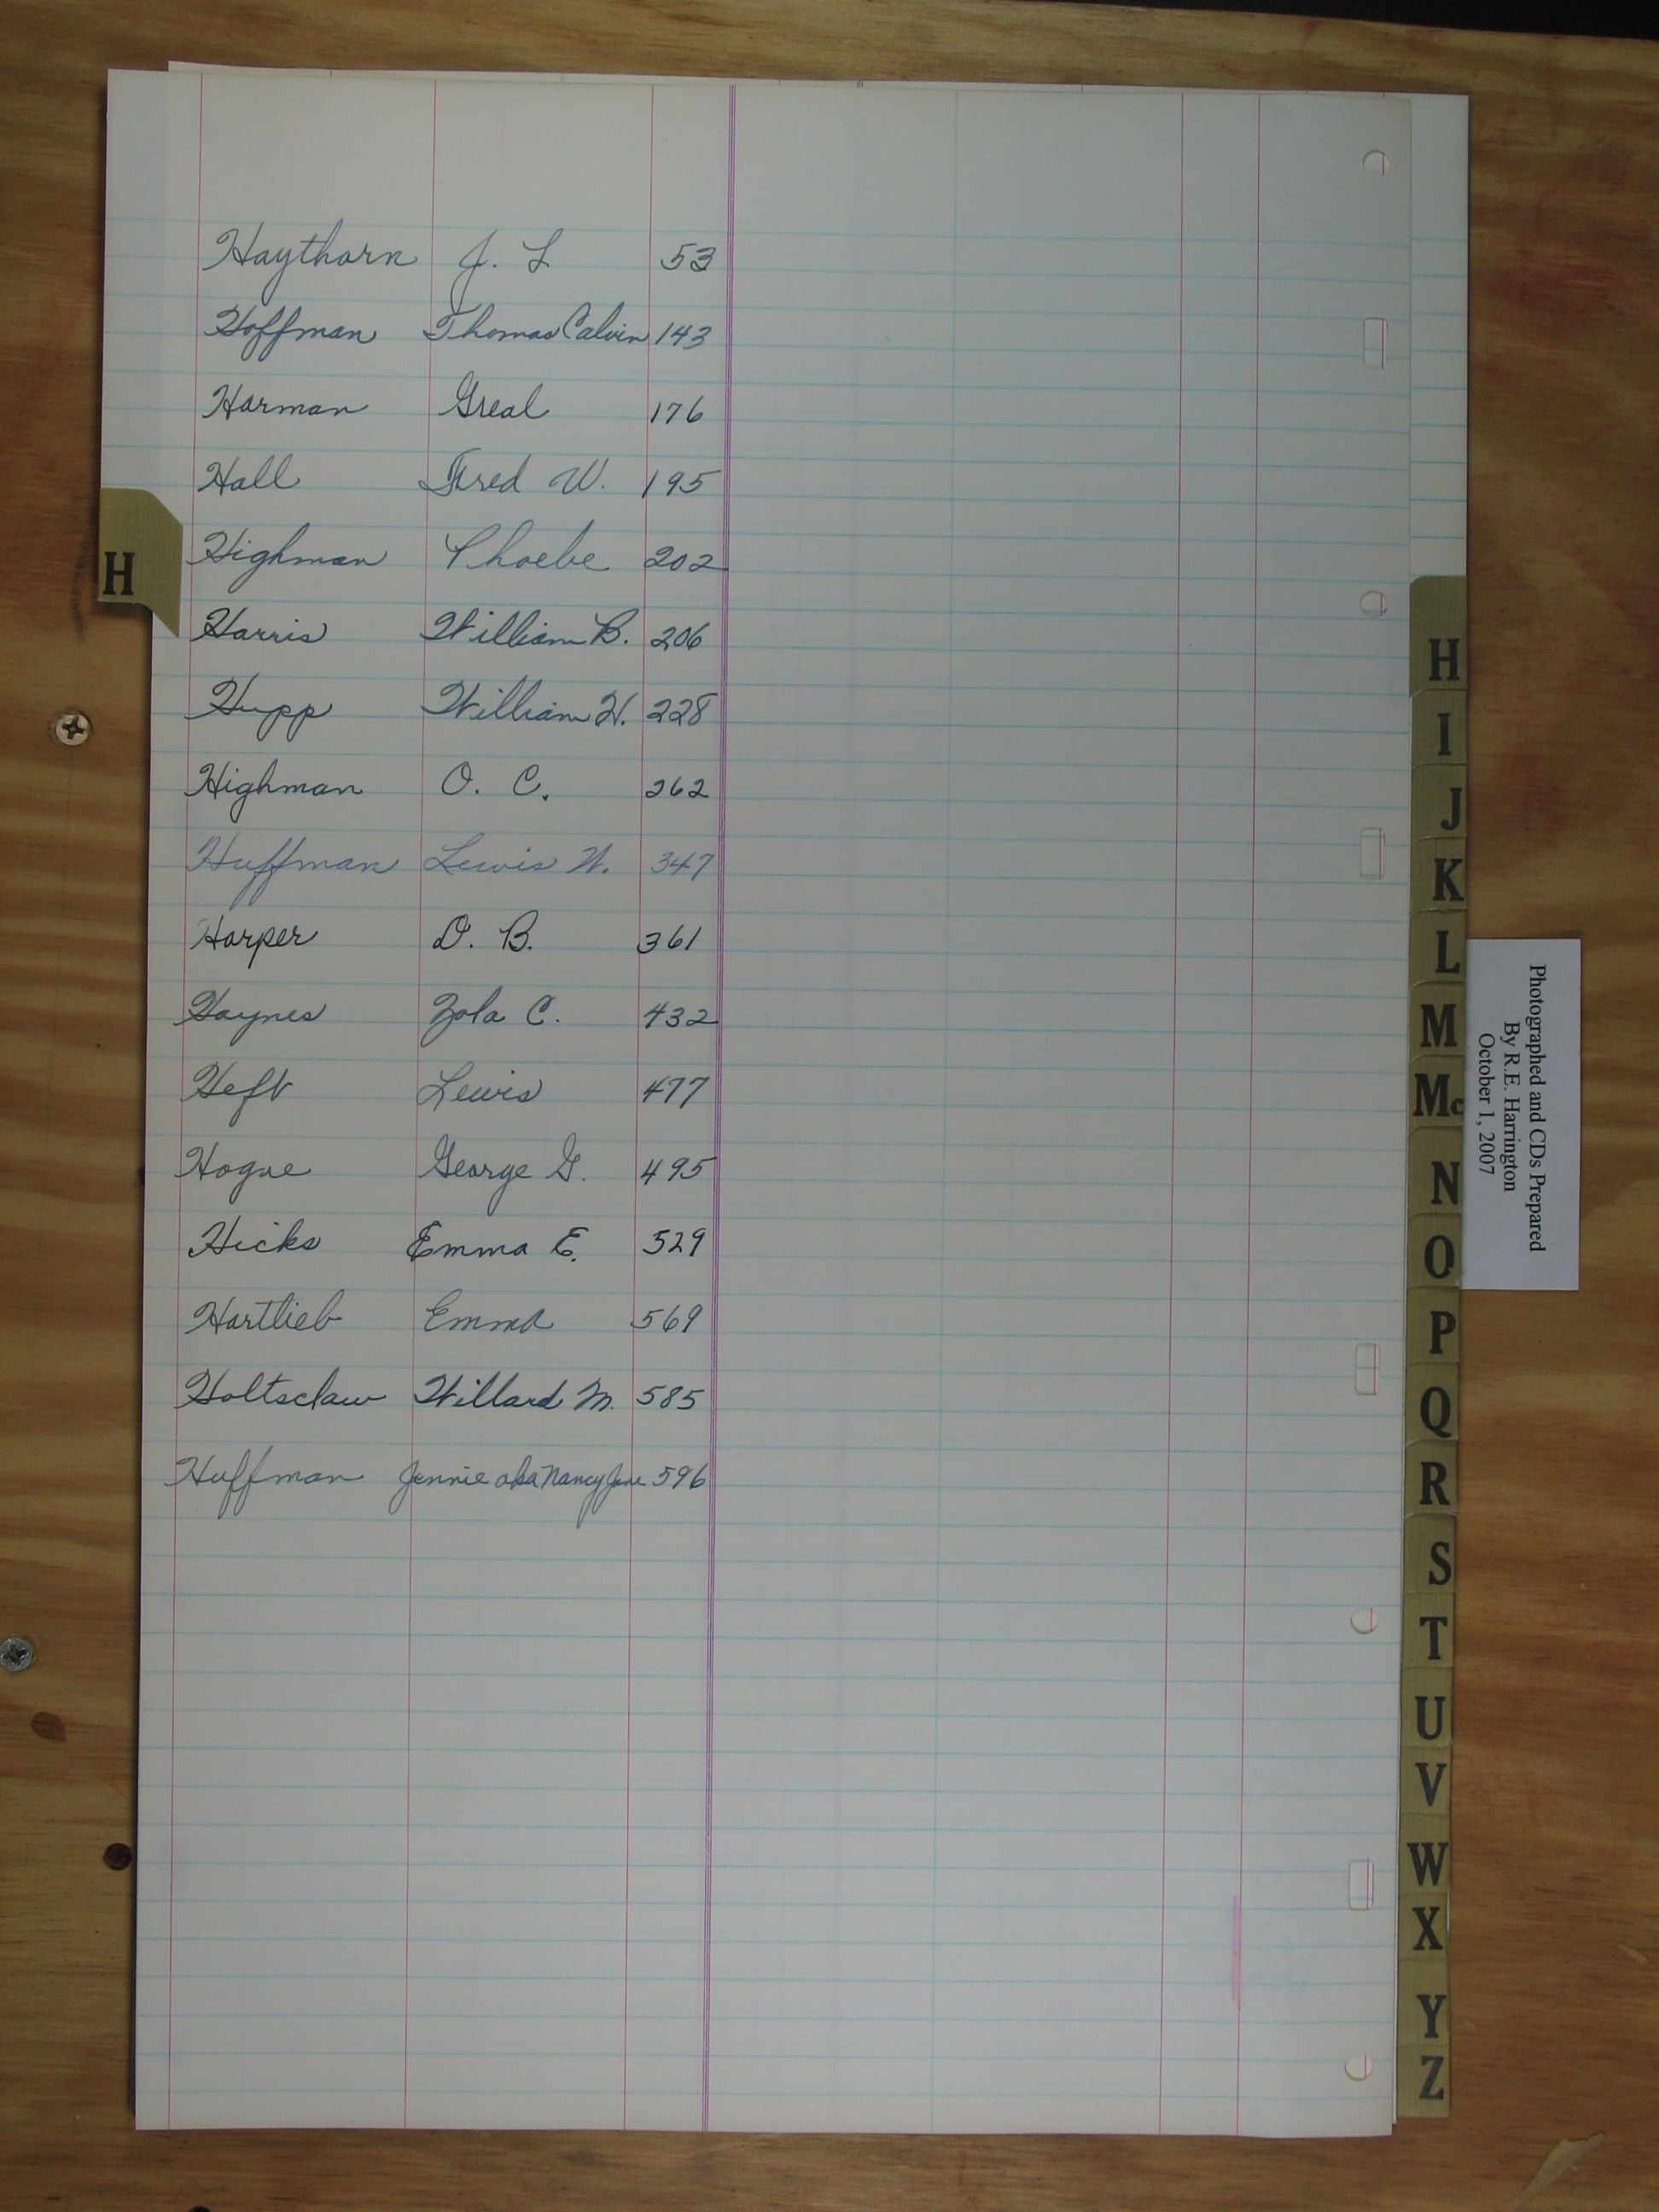 Haythorn J. L 53
Hoffman Thomas Calvin 143
Harman Greal 176
Hall Fred W. 195
Highman Phoebe 202
Harris William B. 206
Hupp William H. 228
Highman O. C. 262
Huffman Lewis W. 347
Harper D. B. 361
Haynes Zola C. 432
Heft Lewis 477
Hogue George G. 495
Hicks Emma E. 529
Hartlieb Emma 569
Holtsclaw Willard M. 585
Huffman Jennie aka Nancy Jane 596
H
H
I
J
K
L
M
Mc
N
O
P
Q
R
S
T
U
V
W
X
Y
Z
Photographed and CDs Prepared
By R.E. Harrington
October 1, 2007